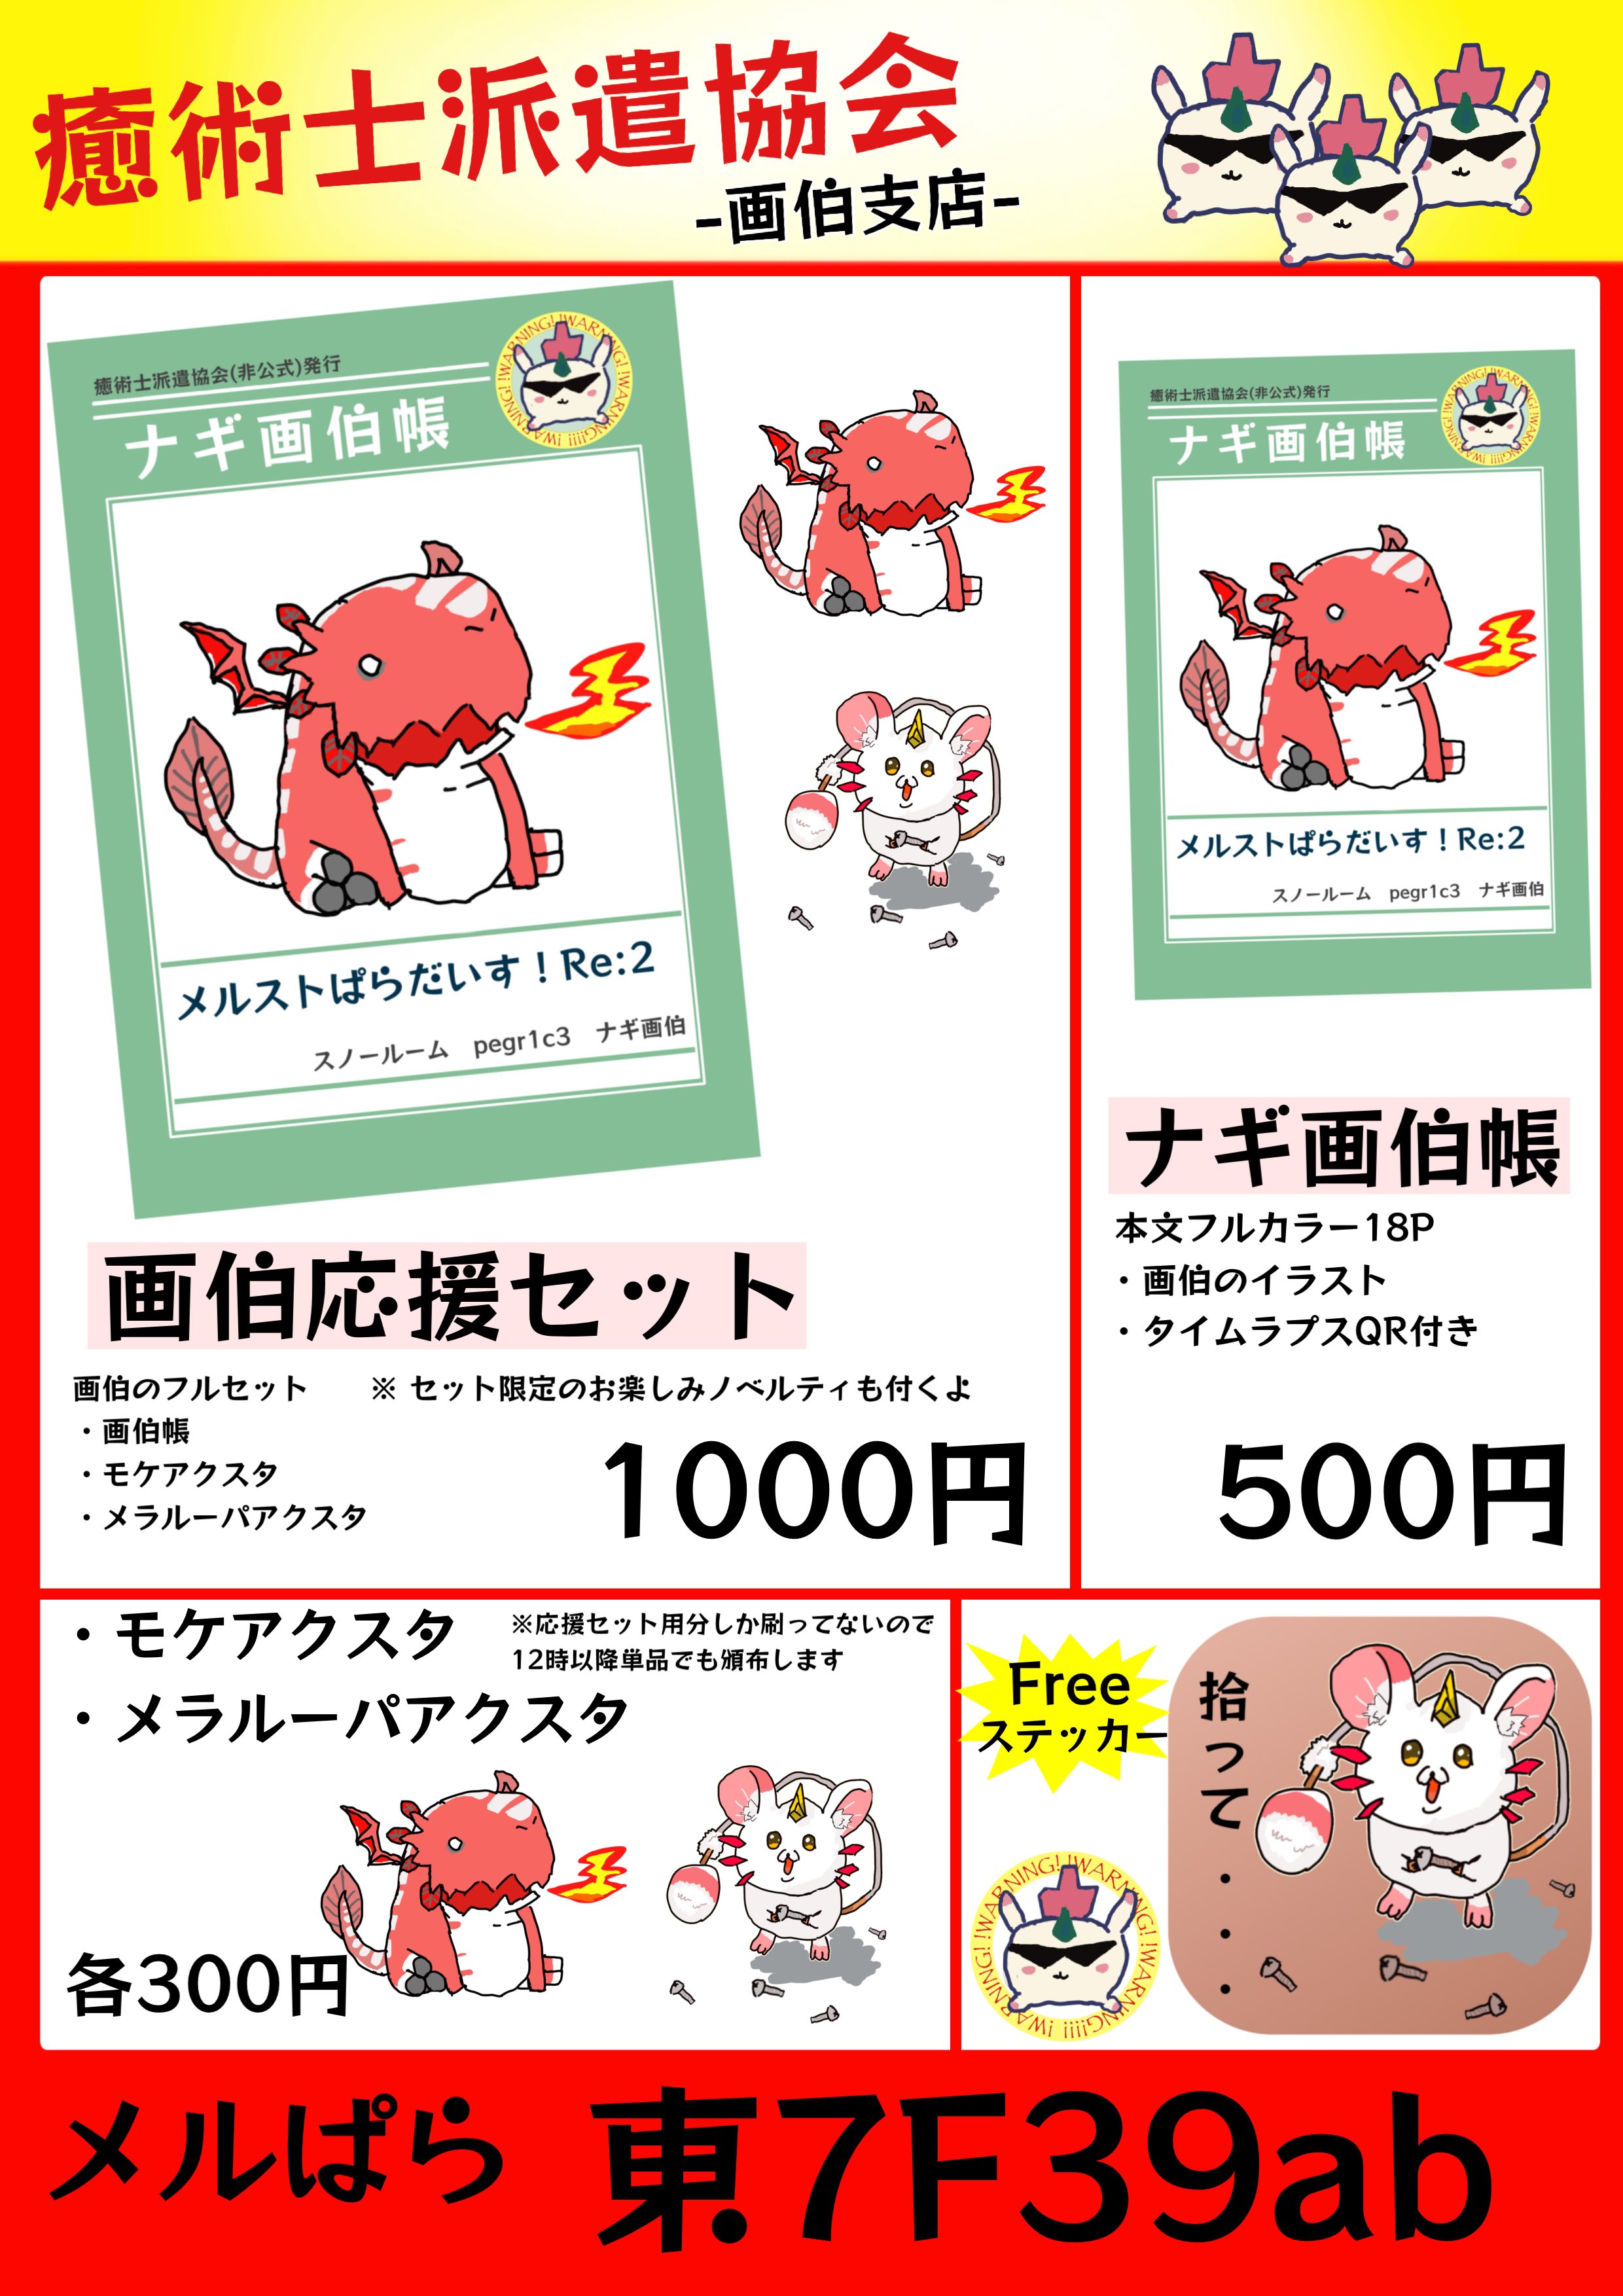 癒術士派遣協会
-画伯支店-
癒術士派遣協会(非公式)発行
ナギ画伯帳
メルストぱらだいす！Re:2
スノールーム pegr1c3 ナギ画伯
画伯応援セット
画伯のフルセット ※ セット限定のお楽しみノベルティも付くよ
・画伯帳
・モケアクスタ
・メラルーパアクスタ
1000円
癒術士派遣協会(非公式)発行
ナギ画伯帳
メルストぱらだいす！Re:2
スノールーム pegr1c3 ナギ画伯
ナギ画伯帳
本文フルカラー18P
・画伯のイラスト
・タイムラプスQR付き
500円
・モケアクスタ
※応援セット用分しか刷ってないので
12時以降単品でも頒布します
・メラルーパアクスタ
各300円
Free
ステッカー
拾って・・・
メルぱら 東7F39ab